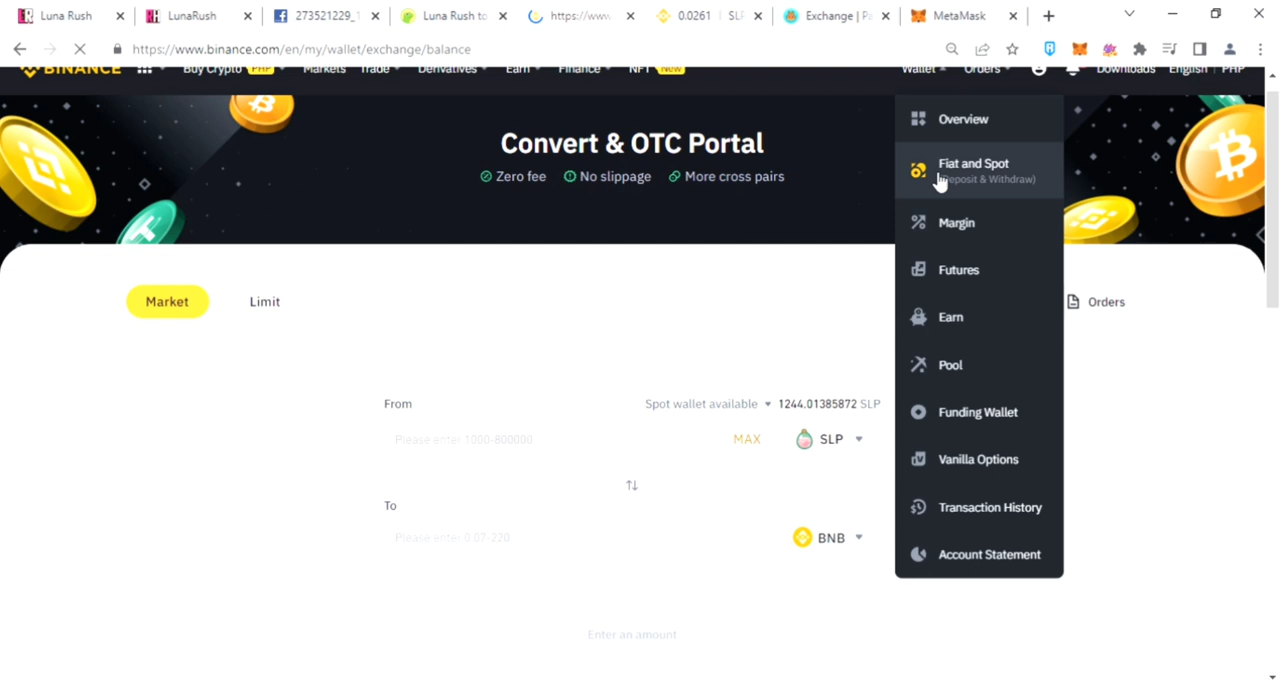 Luna Rush
LunaRush
273521229_1
Luna Rush to
https://www
0.0261 | SLP
Exchange | Pa
MetaMask
https://www.binance.com/en/my/wallet/exchange/balance
BINANCE
Buy Crypto PHP
Markets
Trade
Derivatives
Earn
Finance
NFT New
Wallet
Orders
Downloads
English | PHP
Convert & OTC Portal
Zero fee
No slippage
More cross pairs
Overview
Fiat and Spot
(Deposit & Withdraw)
Margin
Futures
Earn
Pool
Funding Wallet
Vanilla Options
Transaction History
Account Statement
Market
Limit
Orders
From
Spot wallet available 1244.01385872 SLP
Please enter 1000-800000
MAX
SLP
To
Please enter 0.07-220
BNB
Enter an amount